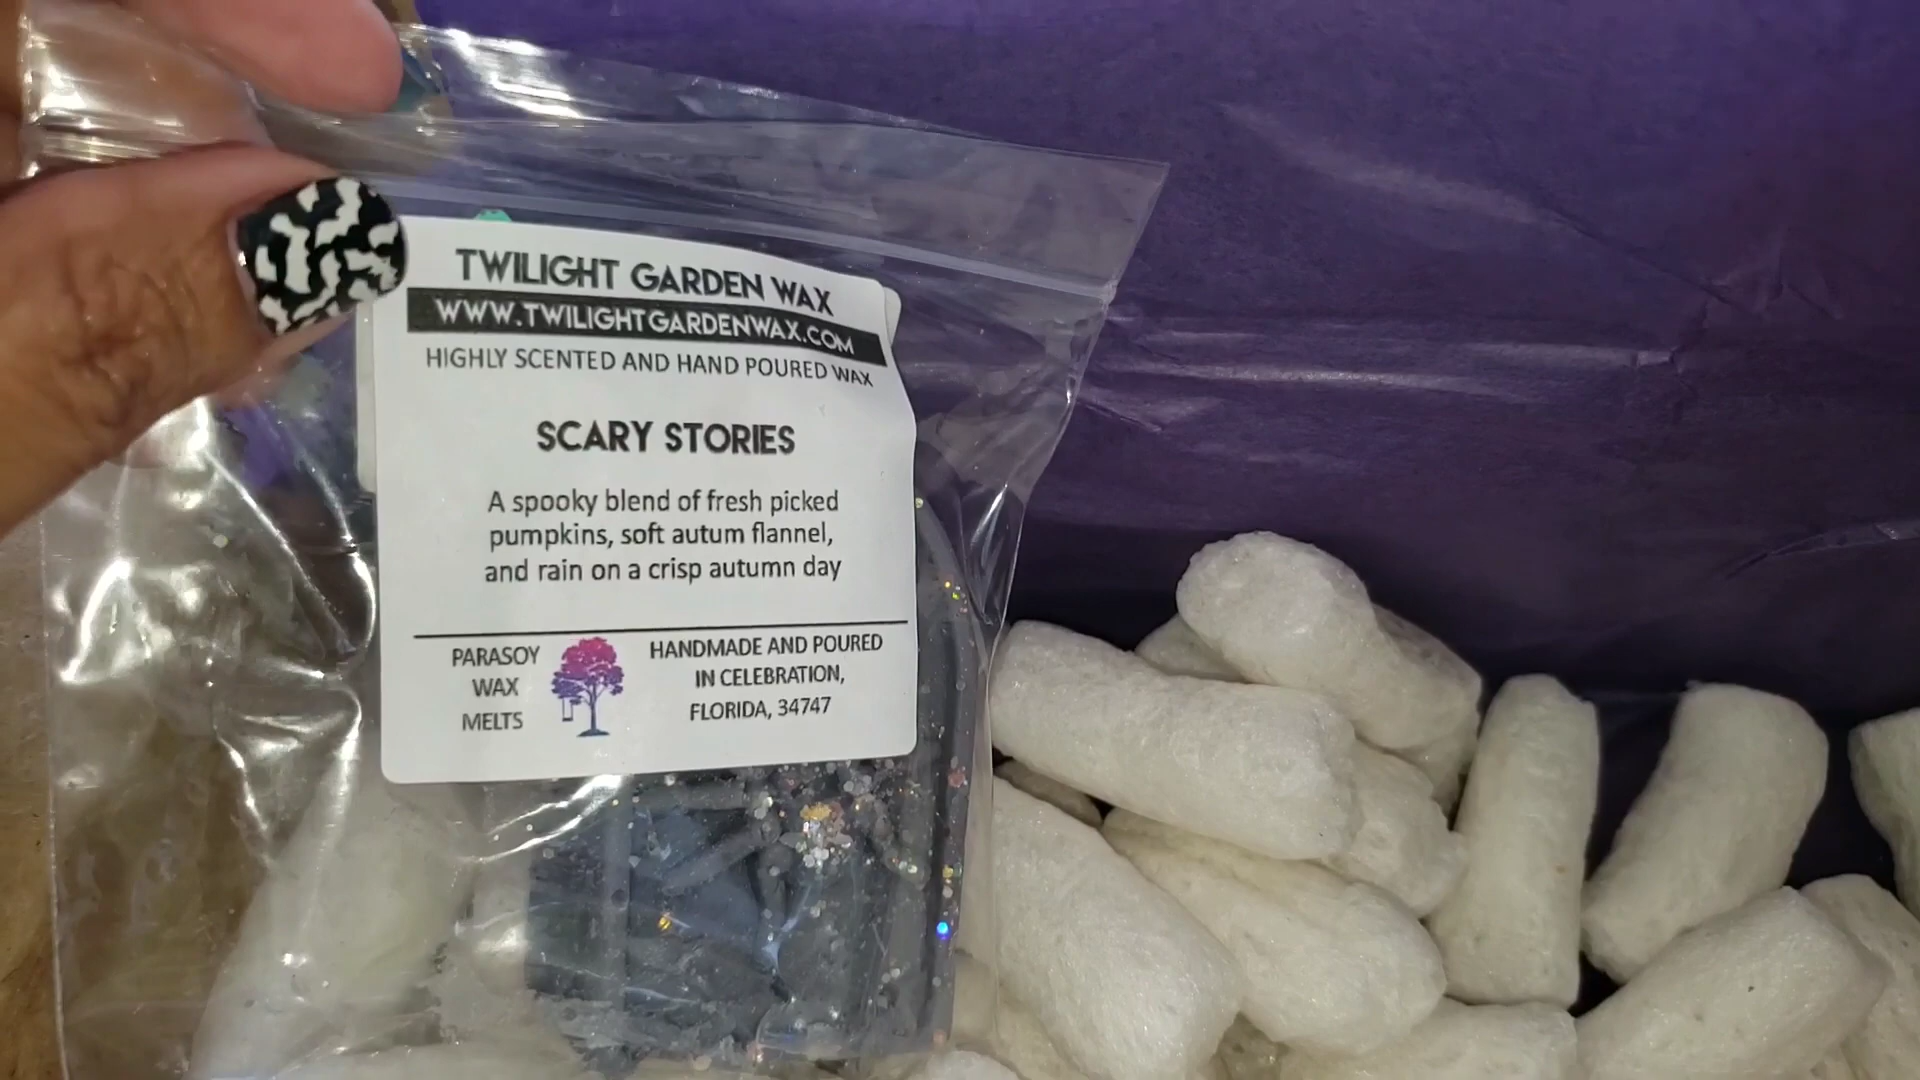 TWILIGHT GARDEN WAX
WWW.TWILIGHTGARDENWAX.COM
HIGHLY SCENTED AND HAND POURED WAX
SCARY STORIES
A spooky blend of fresh picked
pumpkins, soft autum flannel,
and rain on a crisp autumn day
PARASOY
WAX
MELTS
HANDMADE AND POURED
IN CELEBRATION,
FLORIDA, 34747